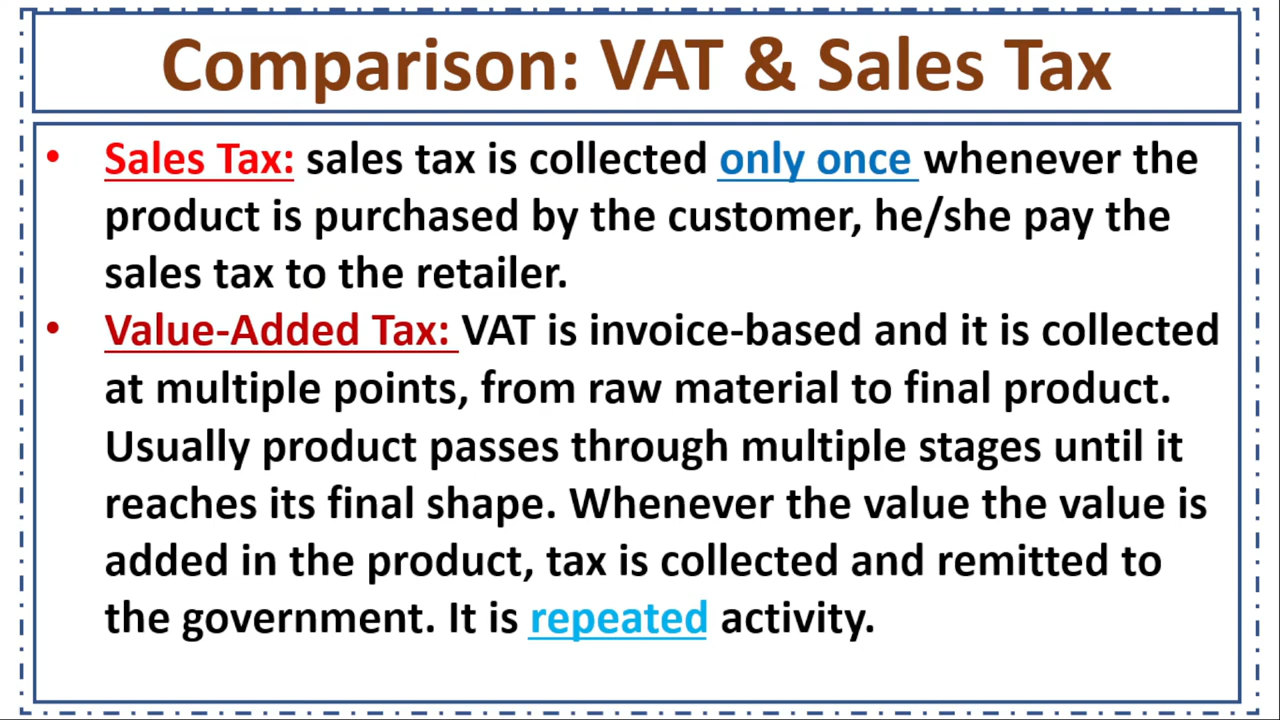 Comparison: VAT & Sales Tax
• Sales Tax: sales tax is collected only once whenever the
product is purchased by the customer, he/she pay the
sales tax to the retailer.
• Value-Added Tax: VAT is invoice-based and it is collected
at multiple points, from raw material to final product.
Usually product passes through multiple stages until it
reaches its final shape. Whenever the value the value is
added in the product, tax is collected and remitted to
the government. It is repeated activity.